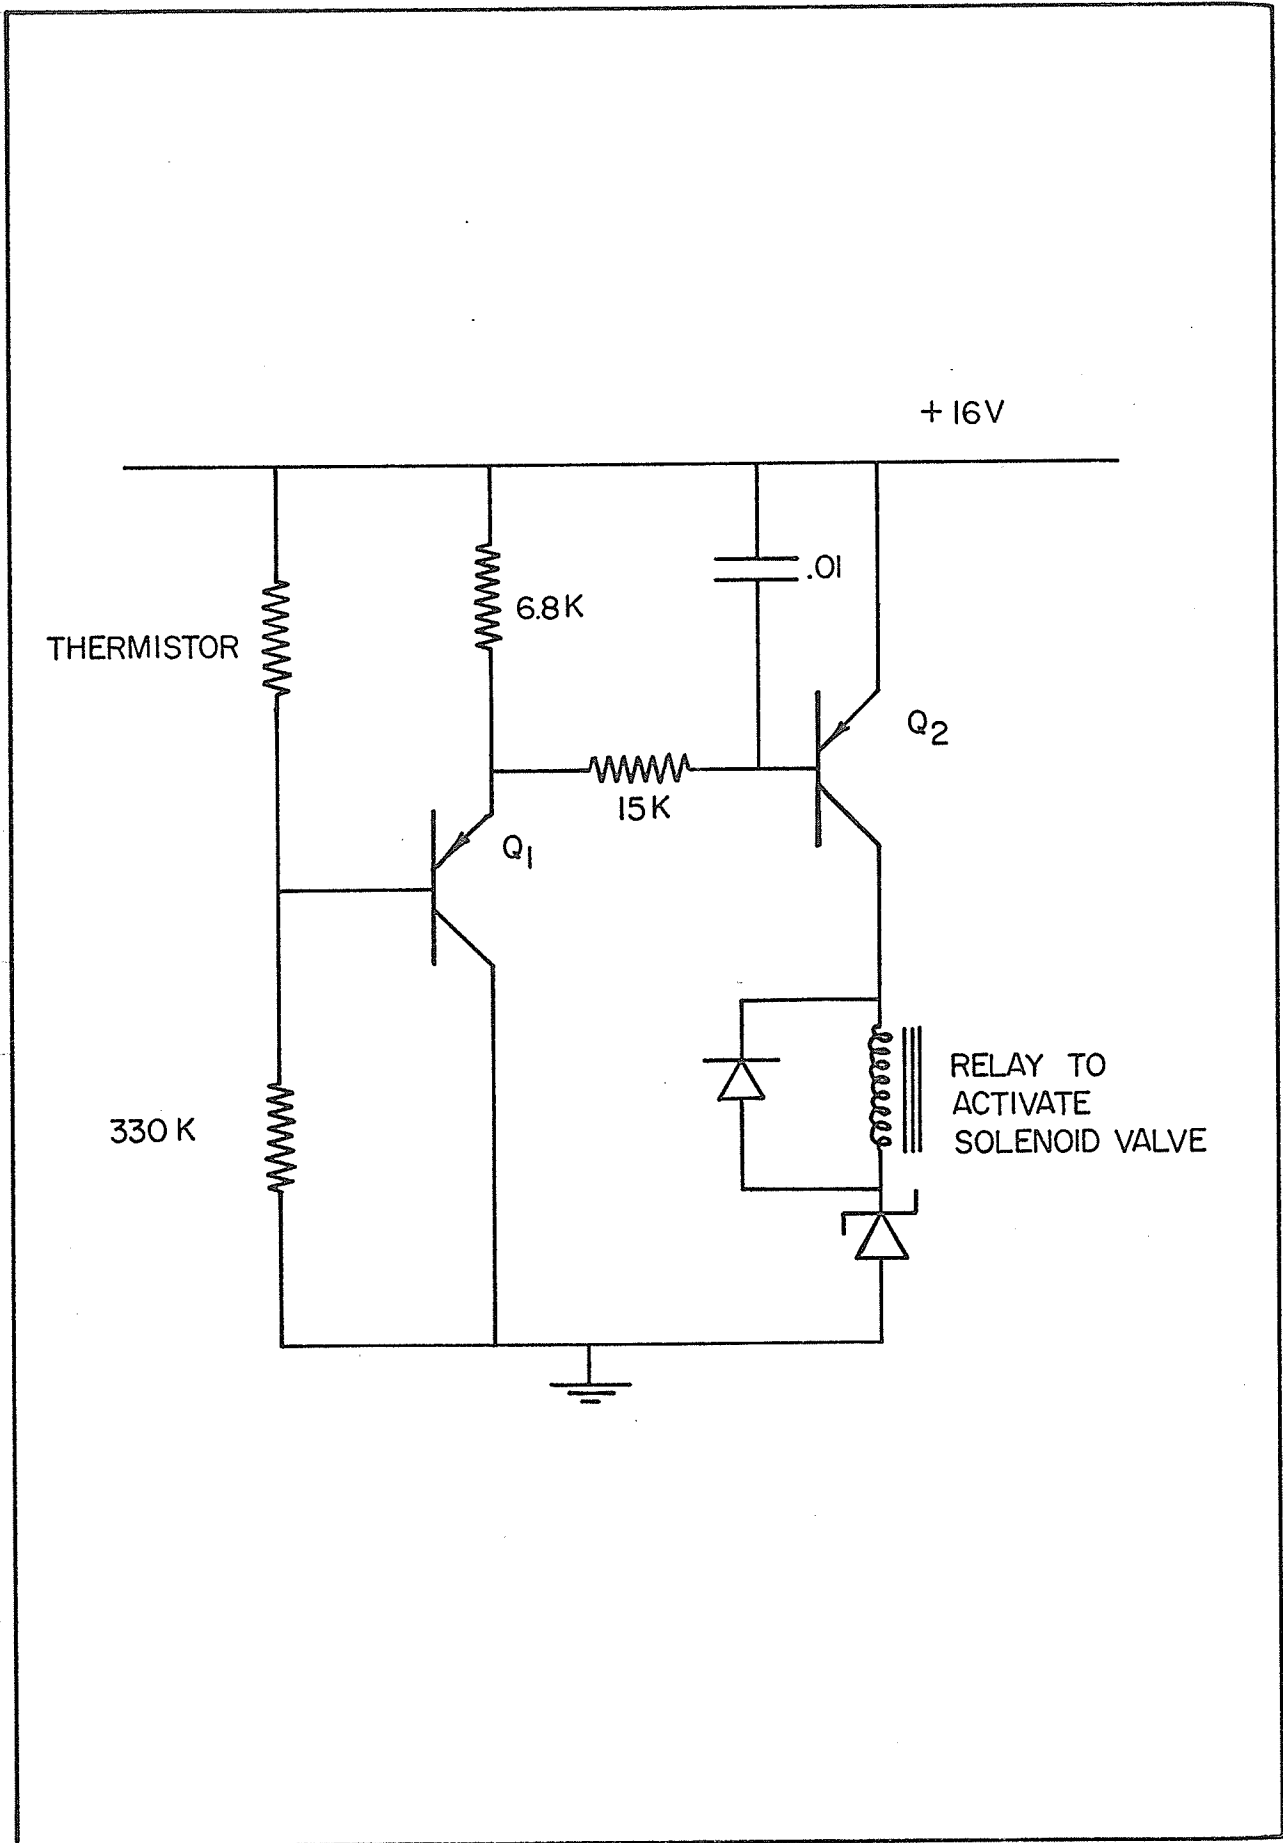 +16V
.01
6.8K
THERMISTOR
Q2
15K
Q1
RELAY TO
ACTIVATE
SOLENOID VALVE
330K